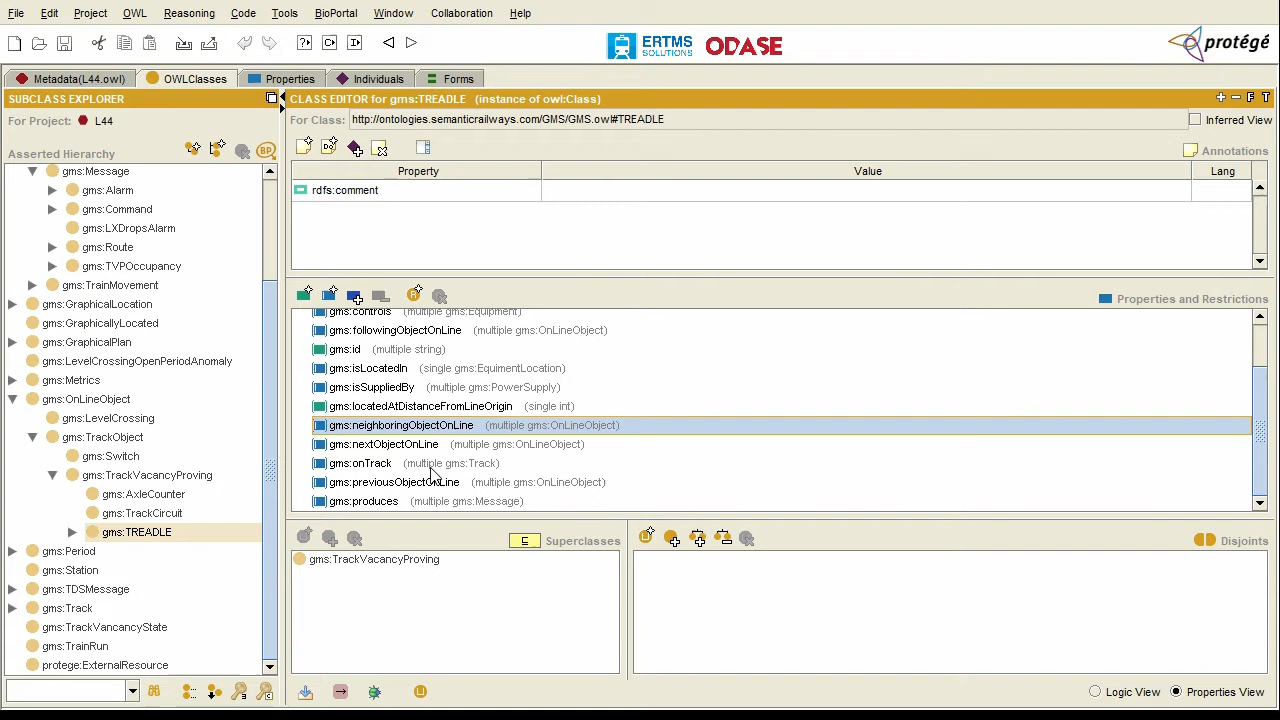 File Edit Project OWL Reasoning Code Tools BioPortal Window Collaboration Help
ERTMS SOLUTIONS ODASE protégé
Metadata(L44.owl) OWLClasses Properties Individuals Forms
SUBCLASS EXPLORER
For Project: L44
Asserted Hierarchy
BP
gms:Message
gms:Alarm
gms:Command
gms:LXDropsAlarm
gms:Route
gms:TVPOccupancy
gms:TrainMovement
gms:GraphicalLocation
gms:GraphicallyLocated
gms:GraphicalPlan
gms:LevelCrossingOpenPeriodAnomaly
gms:Metrics
gms:OnLineObject
gms:LevelCrossing
gms:TrackObject
gms:Switch
gms:TrackVacancyProving
gms:AxleCounter
gms:TrackCircuit
gms:TREADLE
gms:Period
gms:Station
gms:TDSMessage
gms:Track
gms:TrackVancancyState
gms:TrainRun
protege:ExternalResource
CLASS EDITOR for gms:TREADLE (instance of owl:Class)
F T
For Class: http://ontologies.semanticrailways.com/GMS/GMS.owl#TREADLE
Inferred View
Annotations
Property Value Lang
rdfs:comment
Properties and Restrictions
gms:controls (multiple gms:Equipment)
gms:followingObjectOnLine (multiple gms:OnLineObject)
gms:id (multiple string)
gms:isLocatedIn (single gms:EquimentLocation)
gms:isSuppliedBy (multiple gms:PowerSupply)
gms:locatedAtDistanceFromLineOrigin (single int)
gms:neighboringObjectOnLine (multiple gms:OnLineObject)
gms:nextObjectOnLine (multiple gms:OnLineObject)
gms:onTrack (multiple gms:Track)
gms:previousObjectOnLine (multiple gms:OnLineObject)
gms:produces (multiple gms:Message)
Superclasses
gms:TrackVacancyProving
Disjoints
Logic View Properties View